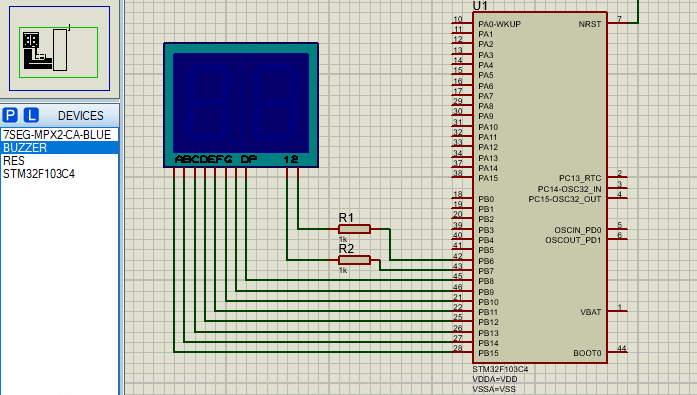 P L DEVICES
7SEG-MPX2-CA-BLUE
BUZZER
RES
STM32F103C4
ABCDEFG DP 12
R1
1k
R2
1k
U1
10 PA0-WKUP NRST 7
11 PA1
12 PA2
13 PA3
14 PA4
15 PA5
16 PA6
17 PA7
29 PA8
30 PA9
31 PA10
32 PA11
33 PA12
34 PA13
37 PA14
38 PA15 PC13_RTC 2
PC14-OSC32_IN 3
18 PB0 PC15-OSC32_OUT 4
19 PB1
20 PB2
39 PB3 OSCIN_PD0 5
40 PB4 OSCOUT_PD1 6
41 PB5
42 PB6
43 PB7
45 PB8
46 PB9
21 PB10
22 PB11 VBAT 1
25 PB12
26 PB13
27 PB14
28 PB15 BOOT0 44
STM32F103C4
VDDA=VDD
VSSA=VSS